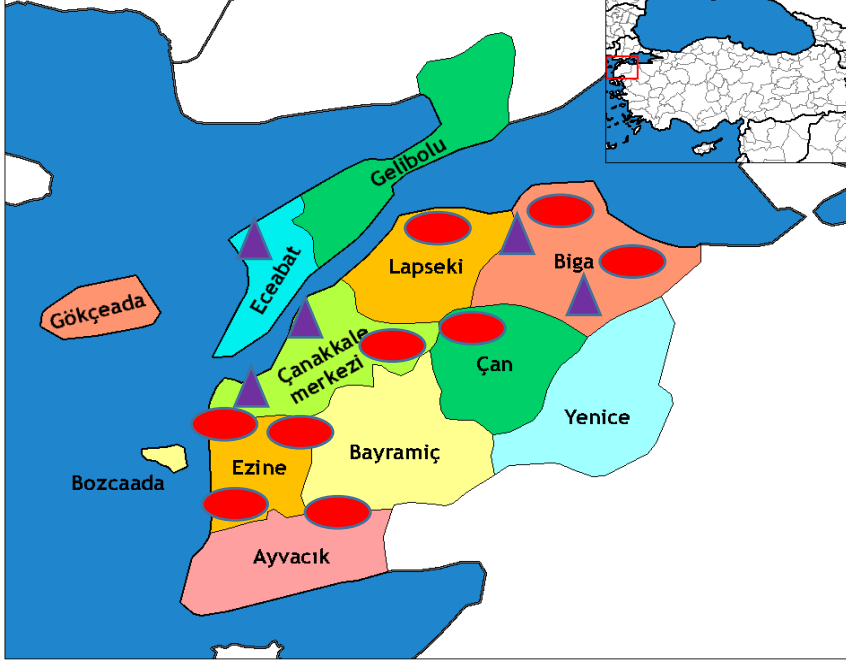 Gelibolu
Eceabat
Lapseki
Biga
Gökçeada
Çanakkale
merkezi
Çan
Yenice
Bayramiç
Ezine
Bozcaada
Ayvacık